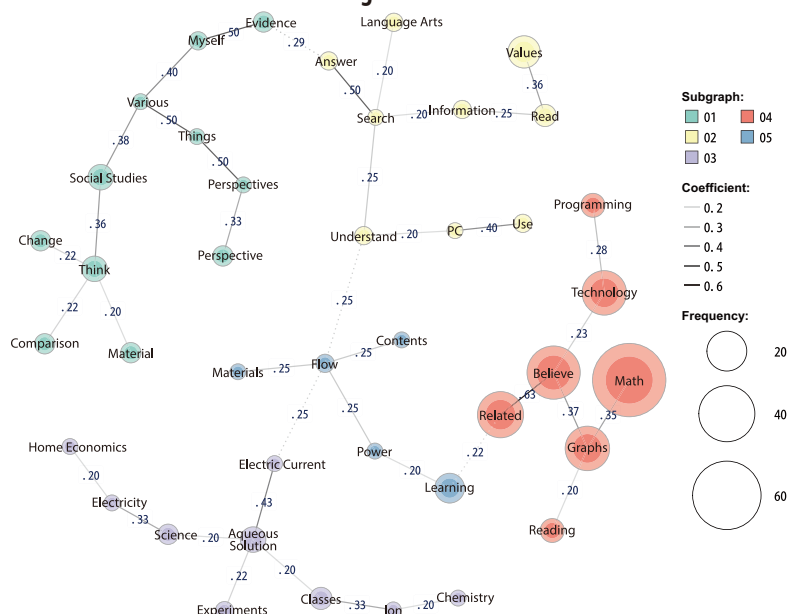 Evidence
Language Arts
Myself
.50
.29
Answer
Values
.40
.20
.36
Various
.50
Search
.20
Information
.25
Read
.50
Things
.38
.50
Social Studies
Perspectives
.25
.36
.33
Programming
Change
Understand
.20
PC
.40
Use
.22
Think
Perspective
.28
.22
.20
.25
Technology
Comparison
Material
Contents
.23
.25
Materials
.25
Flow
Believe
Math
.63
.25
.25
Related
.37
.35
Home Economics
Power
Graphs
.22
.20
Electric Current
.20
.20
Electricity
Learning
.43
.33
Science
.20
Aqueous
Solution
Reading
.22
.20
Classes
.33
Ion
.20
Chemistry
Experiments
Subgraph:
01
04
02
05
03
Coefficient:
0.2
0.3
0.4
0.5
0.6
Frequency:
20
40
60